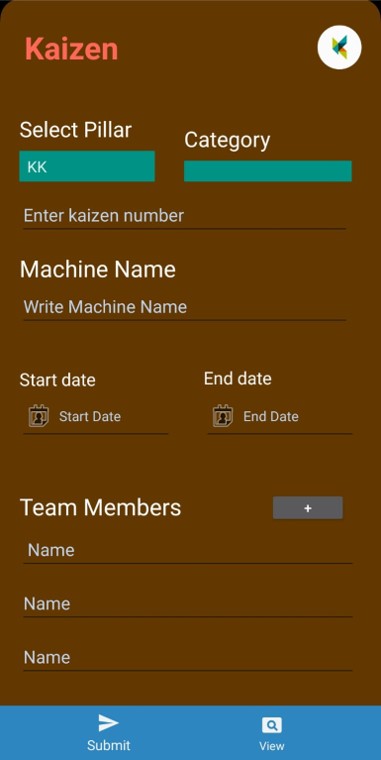 Kaizen
Select Pillar
Category
KK
Enter kaizen number
Machine Name
Write Machine Name
Start date
End date
Start Date
End Date
Team Members
+
Name
Name
Name
Submit
View